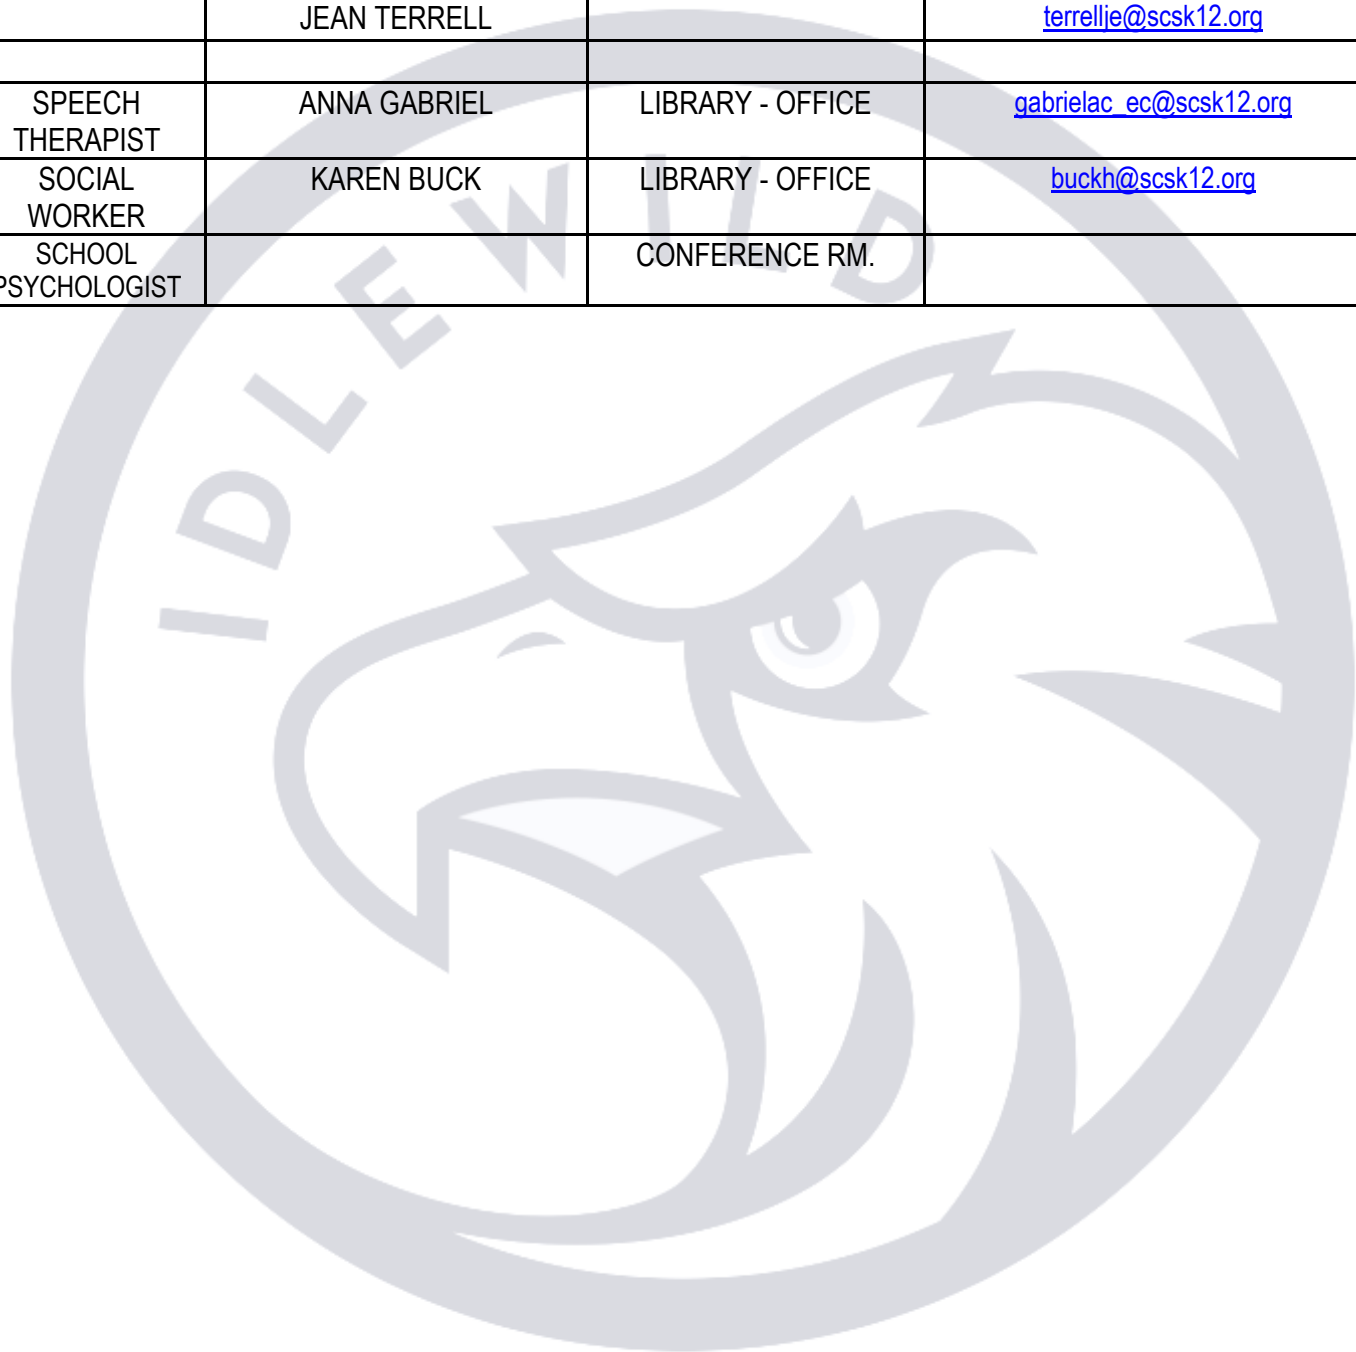 JEAN TERRELL terrellje@scsk12.org
SPEECH THERAPIST ANNA GABRIEL LIBRARY - OFFICE gabrielac_ec@scsk12.org
SOCIAL WORKER KAREN BUCK LIBRARY - OFFICE buckh@scsk12.org
SCHOOL PSYCHOLOGIST CONFERENCE RM.
IDLEWILD